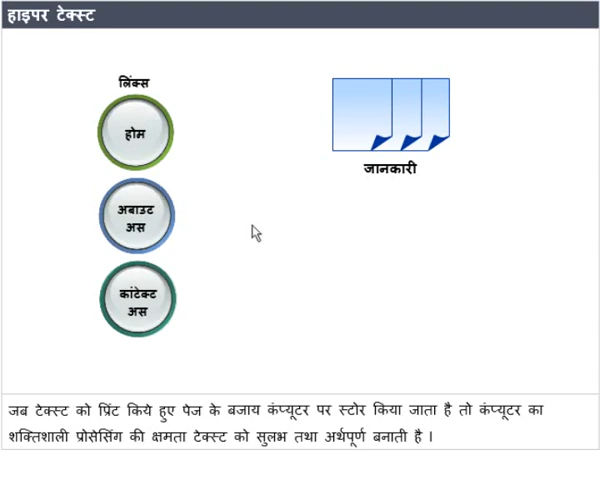 हाइपर टेक्स्ट
लिंक्स
होम
अबाउट
अस
कांटेक्ट
अस
जानकारी
जब टेक्स्ट को प्रिंट किये हुए पेज के बजाय कंप्यूटर पर स्टोर किया जाता है तो कंप्यूटर का
शक्तिशाली प्रोसेसिंग की क्षमता टेक्स्ट को सुलभ तथा अर्थपूर्ण बनाती है ।